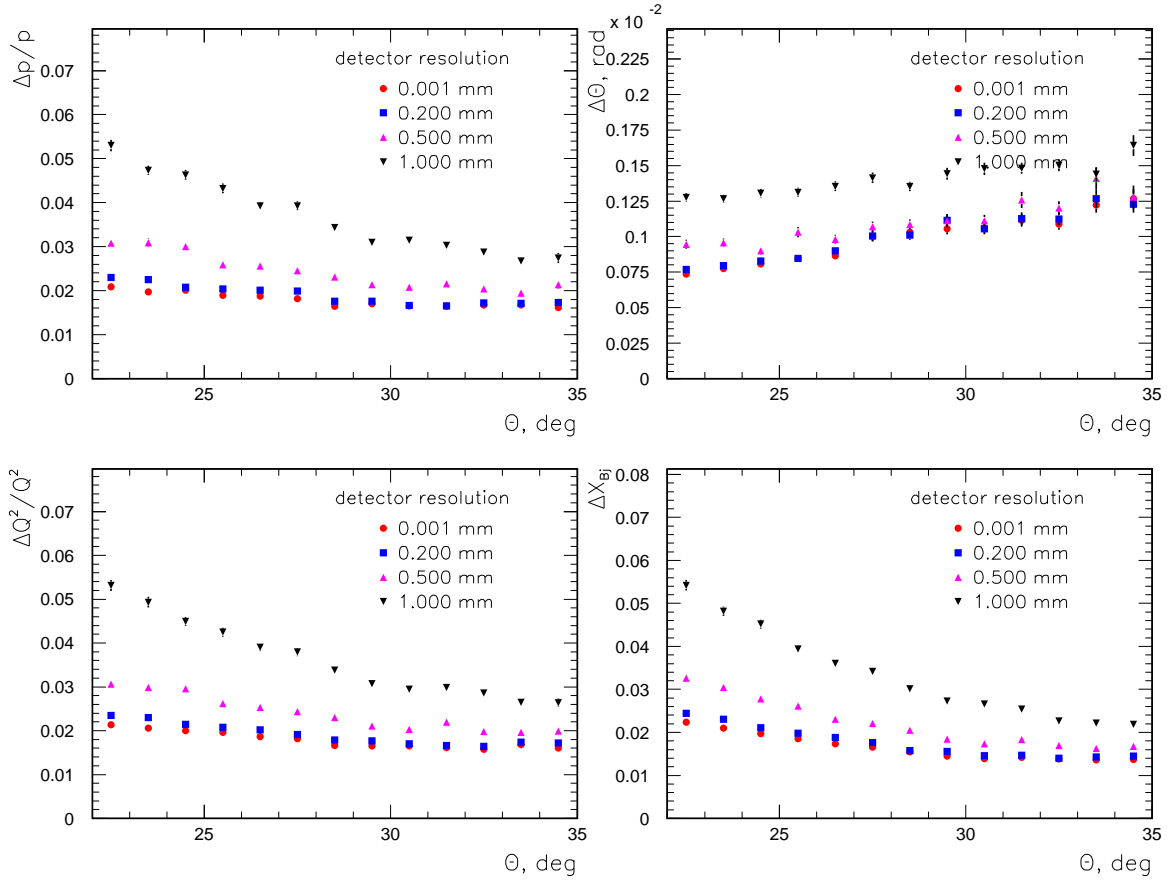 Δp/p
0.07
0.06
0.05
0.04
0.03
0.02
0.01
0
25
30
35
Θ, deg
detector resolution
0.001 mm
0.200 mm
0.500 mm
1.000 mm
x 10⁻²
ΔΘ, rad
0.225
0.2
0.175
0.15
0.125
0.1
0.075
0.05
0.025
0
25
30
35
Θ, deg
detector resolution
0.001 mm
0.200 mm
0.500 mm
1.000 mm
ΔQ²/Q²
0.07
0.06
0.05
0.04
0.03
0.02
0.01
0
25
30
35
Θ, deg
detector resolution
0.001 mm
0.200 mm
0.500 mm
1.000 mm
ΔX_Bj
0.08
0.07
0.06
0.05
0.04
0.03
0.02
0.01
0
25
30
35
Θ, deg
detector resolution
0.001 mm
0.200 mm
0.500 mm
1.000 mm